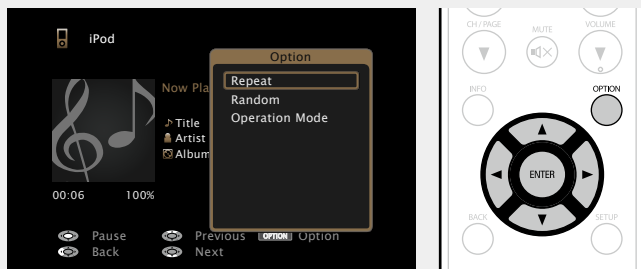 iPod
Option
Now Pla
Repeat
Random
Operation Mode
Title
Artist
Album
00:06 100%
Pause Previous OPTION Option
Back Next
CH / PAGE MUTE VOLUME
INFO OPTION
ENTER
BACK SETUP